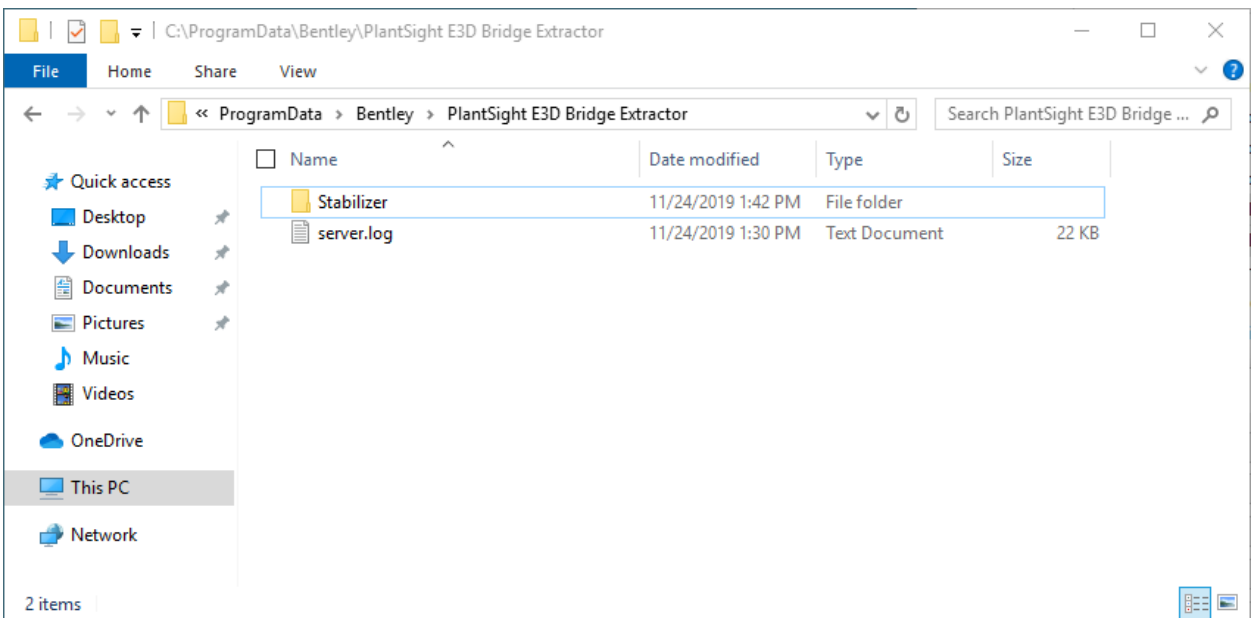 C:\ProgramData\Bentley\PlantSight E3D Bridge Extractor
File Home Share View
« ProgramData > Bentley > PlantSight E3D Bridge Extractor
Search PlantSight E3D Bridge ...
Name Date modified Type Size
Quick access
Stabilizer 11/24/2019 1:42 PM File folder
Desktop
server.log 11/24/2019 1:30 PM Text Document 22 KB
Downloads
Documents
Pictures
Music
Videos
OneDrive
This PC
Network
2 items